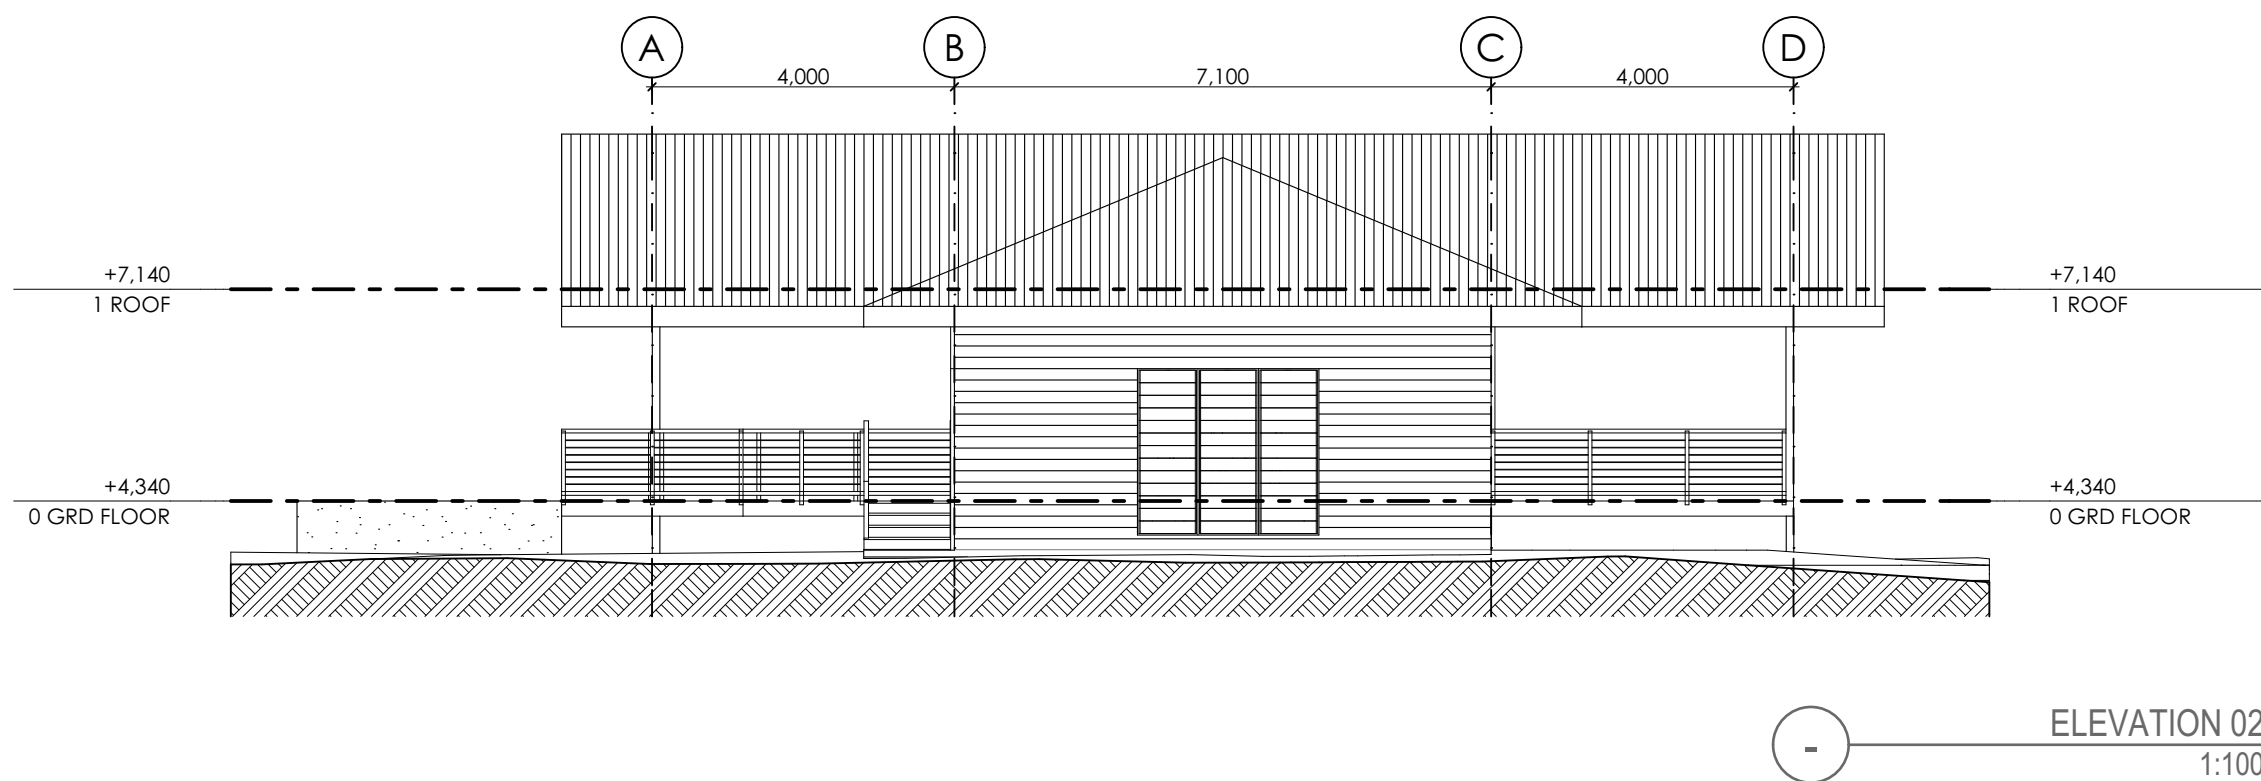 A B C D
4,000 7,100 4,000
+7,140 +7,140
1 ROOF 1 ROOF
+4,340 +4,340
0 GRD FLOOR 0 GRD FLOOR
ELEVATION 02
-
1:100